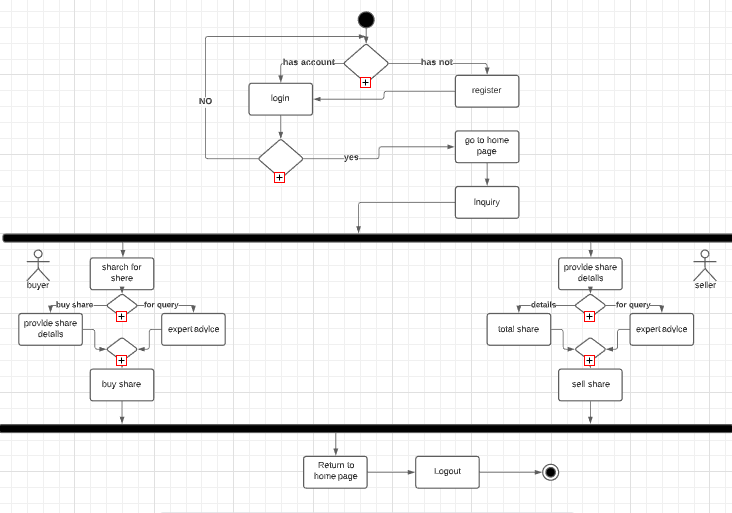 has account
has not
login
register
NO
yes
go to home
page
Inquiry
buyer
sharch for
shere
provide share
details
seller
buy share
for query
details
for query
provide share
details
expert advice
total share
expert advice
buy share
sell share
Return to
home page
Logout